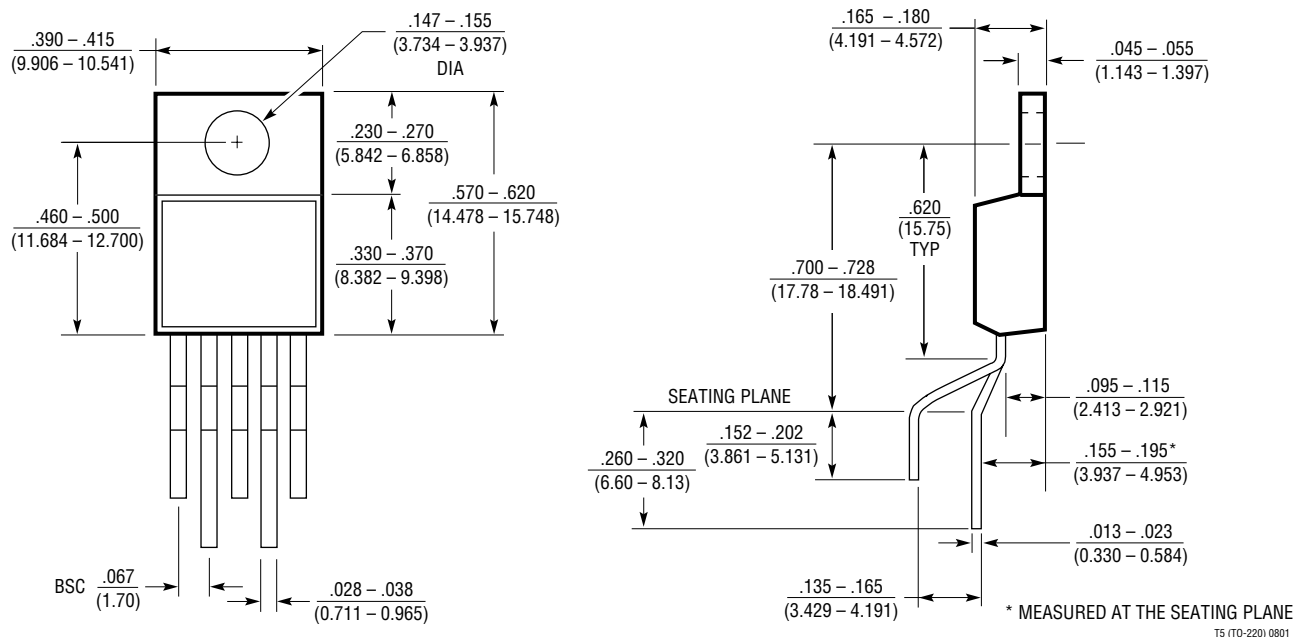 .390 – .415
(9.906 – 10.541)
.147 – .155
(3.734 – 3.937)
DIA
.230 – .270
(5.842 – 6.858)
.460 – .500
(11.684 – 12.700)
.570 – .620
(14.478 – 15.748)
.330 – .370
(8.382 – 9.398)
BSC
.067
(1.70)
.028 – .038
(0.711 – 0.965)
.165 – .180
(4.191 – 4.572)
.045 – .055
(1.143 – 1.397)
.620
(15.75)
TYP
.700 – .728
(17.78 – 18.491)
SEATING PLANE
.095 – .115
(2.413 – 2.921)
.152 – .202
(3.861 – 5.131)
.260 – .320
(6.60 – 8.13)
.155 – .195*
(3.937 – 4.953)
.013 – .023
(0.330 – 0.584)
.135 – .165
(3.429 – 4.191)
* MEASURED AT THE SEATING PLANE
T5 (TO-220) 0801